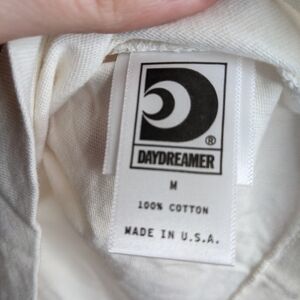 ®
DAYDREAMER
M
100% COTTON
MADE IN U.S.A.